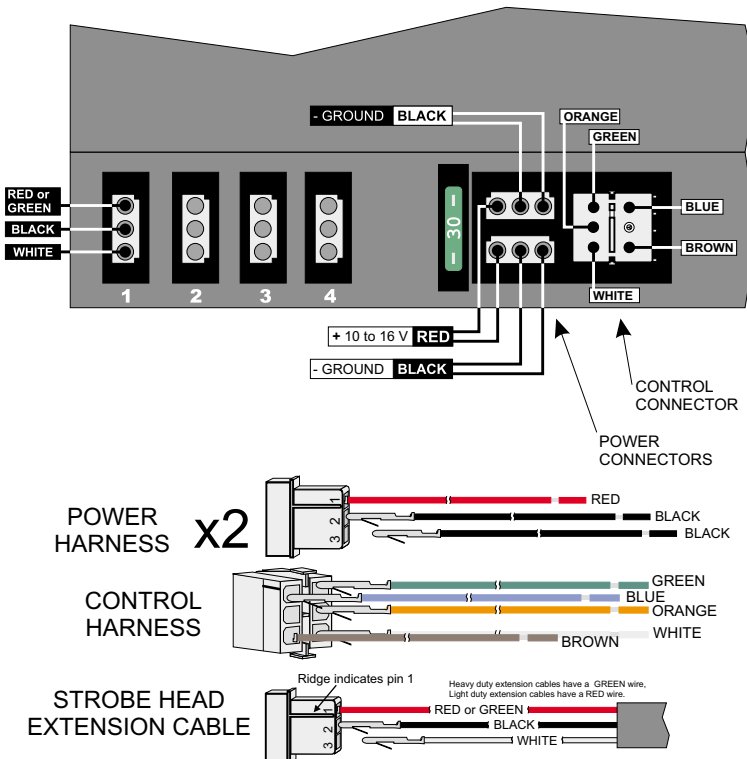 - GROUND BLACK
ORANGE
GREEN
RED or
GREEN
BLACK
WHITE
30
BLUE
BROWN
WHITE
1 2 3 4
+ 10 to 16 V RED
- GROUND BLACK
CONTROL
CONNECTOR
POWER
CONNECTORS
POWER
HARNESS
x2
1
2
3
RED
BLACK
BLACK
CONTROL
HARNESS
GREEN
BLUE
ORANGE
WHITE
BROWN
STROBE HEAD
EXTENSION CABLE
Ridge indicates pin 1
Heavy duty extension cables have a GREEN wire,
Light duty extension cables have a RED wire.
1
2
3
RED or GREEN
BLACK
WHITE